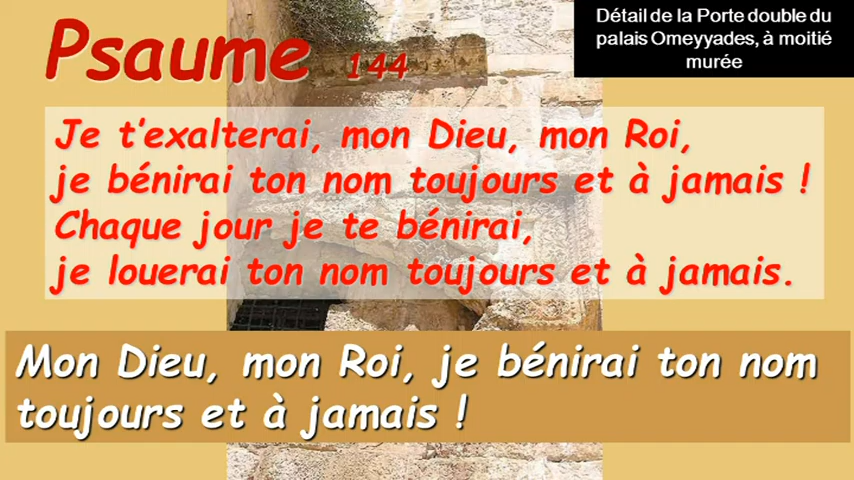 Psaume 144
Détail de la Porte double du
palais Omeyyades, à moitié
murée
Je t'exalterai, mon Dieu, mon Roi,
je bénirai ton nom toujours et à jamais !
Chaque jour je te bénirai,
je louerai ton nom toujours et à jamais.
Mon Dieu, mon Roi, je bénirai ton nom
toujours et à jamais !